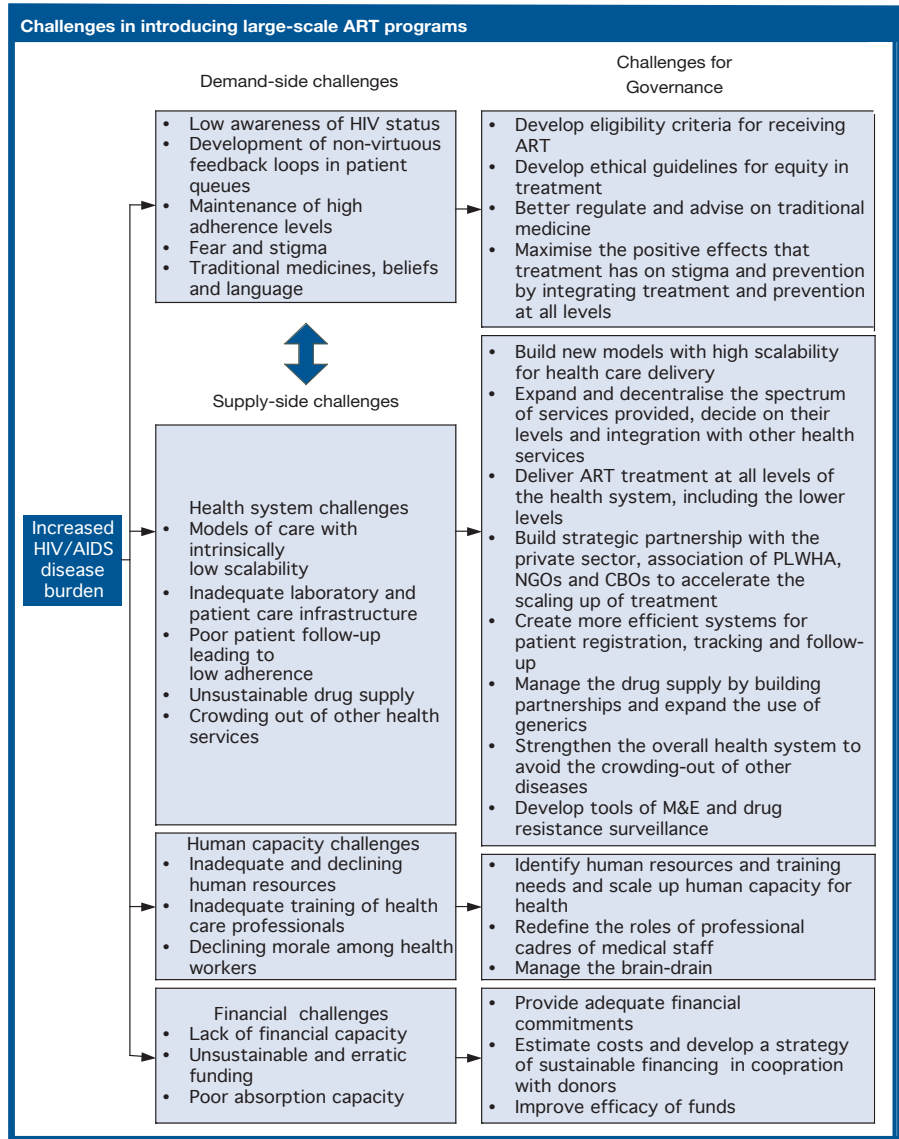 Challenges in introducing large-scale ART programs
Demand-side challenges
Challenges for
Governance
• Low awareness of HIV status
• Development of non-virtuous
feedback loops in patient
queues
• Maintenance of high
adherence levels
• Fear and stigma
• Traditional medicines, beliefs
and language
• Develop eligibility criteria for receiving
ART
• Develop ethical guidelines for equity in
treatment
• Better regulate and advise on traditional
medicine
• Maximise the positive effects that
treatment has on stigma and prevention
by integrating treatment and prevention
at all levels
Supply-side challenges
Increased
HIV/AIDS
disease
burden
Health system challenges
• Models of care with
intrinsically
low scalability
• Inadequate laboratory and
patient care infrastructure
• Poor patient follow-up
leading to
low adherence
• Unsustainable drug supply
• Crowding out of other health
services
• Build new models with high scalability
for health care delivery
• Expand and decentralise the spectrum
of services provided, decide on their
levels and integration with other health
services
• Deliver ART treatment at all levels of
the health system, including the lower
levels
• Build strategic partnership with the
private sector, association of PLWHA,
NGOs and CBOs to accelerate the
scaling up of treatment
• Create more efficient systems for
patient registration, tracking and follow-
up
• Manage the drug supply by building
partnerships and expand the use of
generics
• Strengthen the overall health system to
avoid the crowding-out of other
diseases
• Develop tools of M&E and drug
resistance surveillance
Human capacity challenges
• Inadequate and declining
human resources
• Inadequate training of health
care professionals
• Declining morale among health
workers
• Identify human resources and training
needs and scale up human capacity for
health
• Redefine the roles of professional
cadres of medical staff
• Manage the brain-drain
Financial challenges
• Lack of financial capacity
• Unsustainable and erratic
funding
• Poor absorption capacity
• Provide adequate financial
commitments
• Estimate costs and develop a strategy
of sustainable financing in coopration
with donors
• Improve efficacy of funds